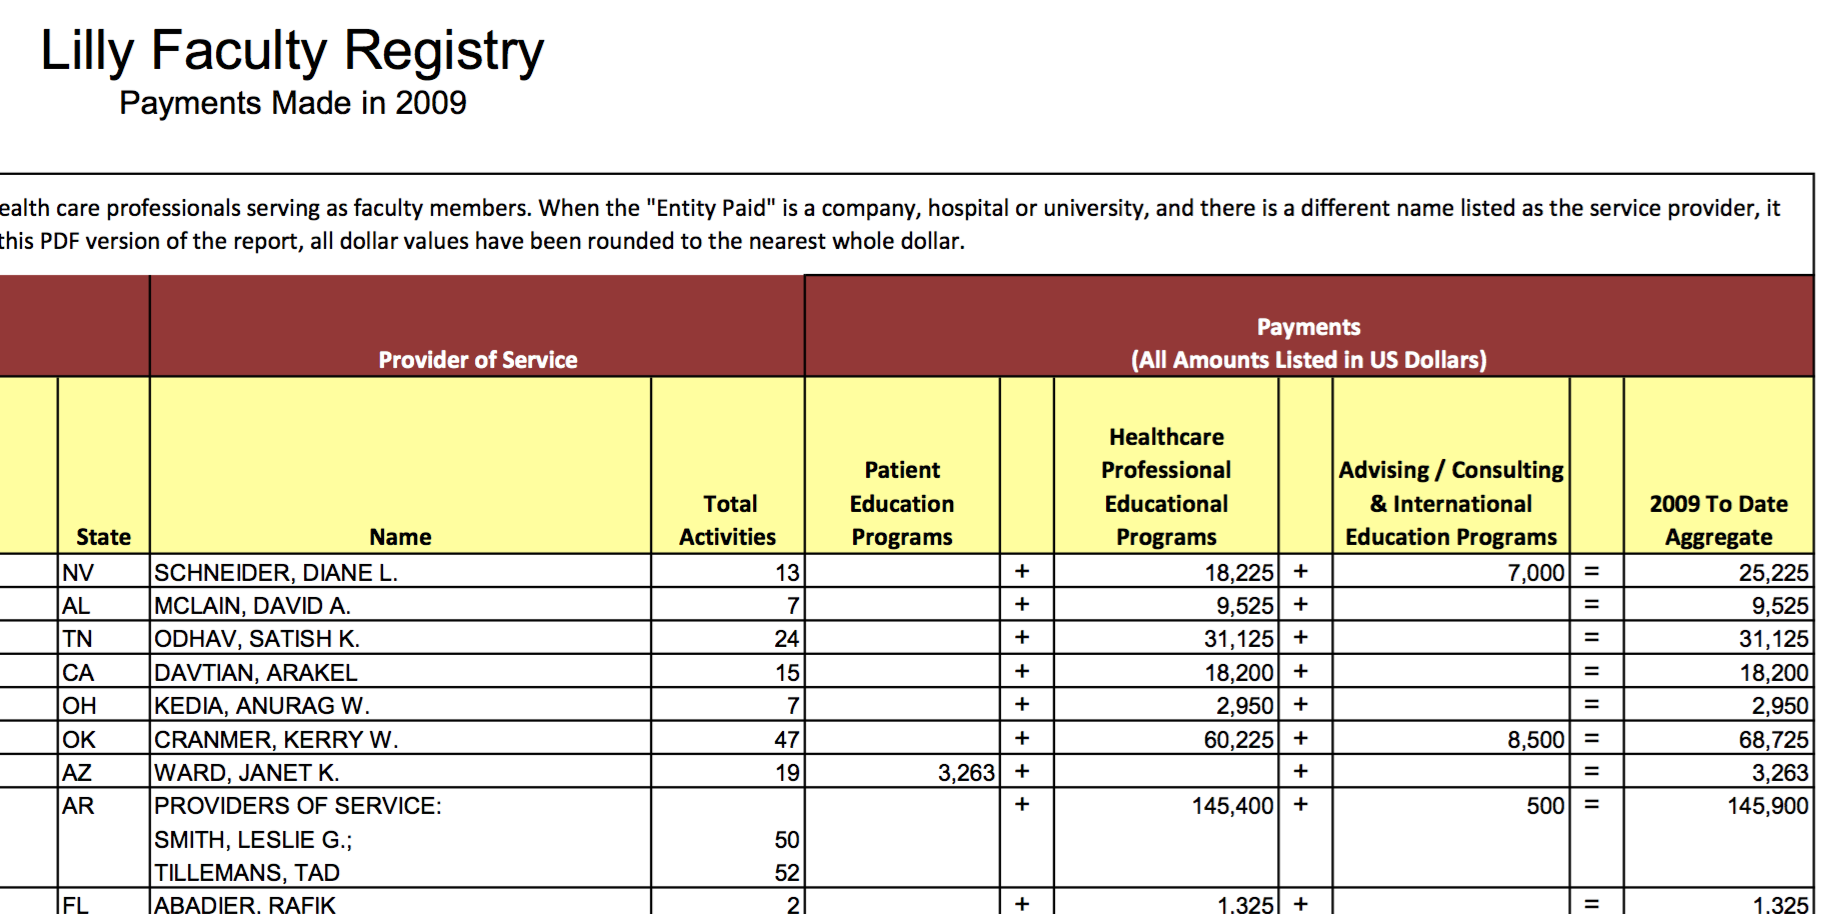 Lilly Faculty Registry
Payments Made in 2009
ealth care professionals serving as faculty members. When the "Entity Paid" is a company, hospital or university, and there is a different name listed as the service provider, it
this PDF version of the report, all dollar values have been rounded to the nearest whole dollar.
Provider of Service
Payments
(All Amounts Listed in US Dollars)
State
Name
Total
Activities
Patient
Education
Programs
Healthcare
Professional
Educational
Programs
Advising / Consulting
& International
Education Programs
2009 To Date
Aggregate
NV SCHNEIDER, DIANE L. 13 + 18,225 + 7,000 = 25,225
AL MCLAIN, DAVID A. 7 + 9,525 + = 9,525
TN ODHAV, SATISH K. 24 + 31,125 + = 31,125
CA DAVTIAN, ARAKEL 15 + 18,200 + = 18,200
OH KEDIA, ANURAG W. 7 + 2,950 + = 2,950
OK CRANMER, KERRY W. 47 + 60,225 + 8,500 = 68,725
AZ WARD, JANET K. 19 3,263 + + = 3,263
AR PROVIDERS OF SERVICE: + 145,400 + 500 = 145,900
SMITH, LESLIE G.; 50
TILLEMANS, TAD 52
FL ABADIER, RAFIK 2 + 1,325 + = 1,325